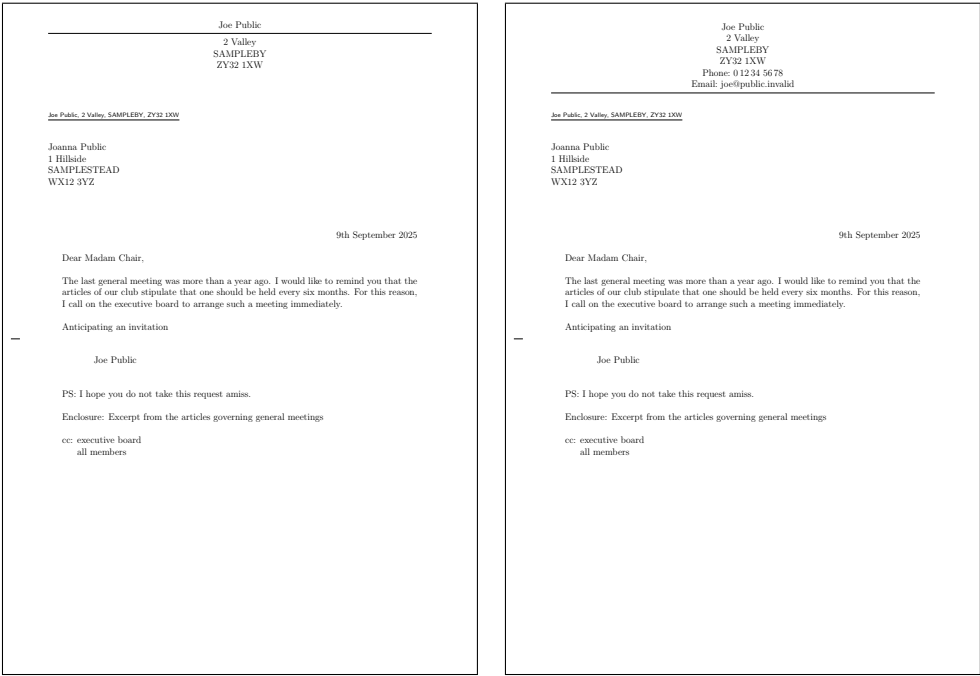 Joe Public
2 Valley
SAMPLEBY
ZY32 1XW
Joe Public, 2 Valley, SAMPLEBY, ZY32 1XW
Joanna Public
1 Hillside
SAMPLESTEAD
WX12 3YZ
9th September 2025
Dear Madam Chair,
The last general meeting was more than a year ago. I would like to remind you that the
articles of our club stipulate that one should be held every six months. For this reason,
I call on the executive board to arrange such a meeting immediately.
Anticipating an invitation
Joe Public
PS: I hope you do not take this request amiss.
Enclosure: Excerpt from the articles governing general meetings
cc: executive board
all members
Joe Public
2 Valley
SAMPLEBY
ZY32 1XW
Phone: 0 12 34 56 78
Email: joe@public.invalid
Joe Public, 2 Valley, SAMPLEBY, ZY32 1XW
Joanna Public
1 Hillside
SAMPLESTEAD
WX12 3YZ
9th September 2025
Dear Madam Chair,
The last general meeting was more than a year ago. I would like to remind you that the
articles of our club stipulate that one should be held every six months. For this reason,
I call on the executive board to arrange such a meeting immediately.
Anticipating an invitation
Joe Public
PS: I hope you do not take this request amiss.
Enclosure: Excerpt from the articles governing general meetings
cc: executive board
all members